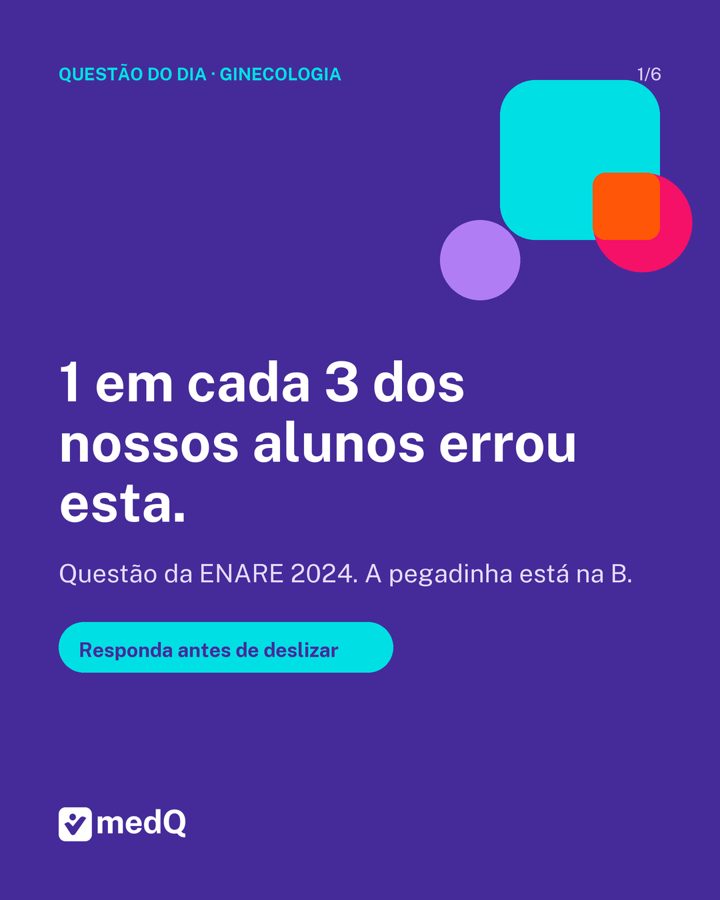 QUESTÃO DO DIA · GINECOLOGIA
1/6
1 em cada 3 dos
nossos alunos errou
esta.
Questão da ENARE 2024. A pegadinha está na B.
Responda antes de deslizar
medQ